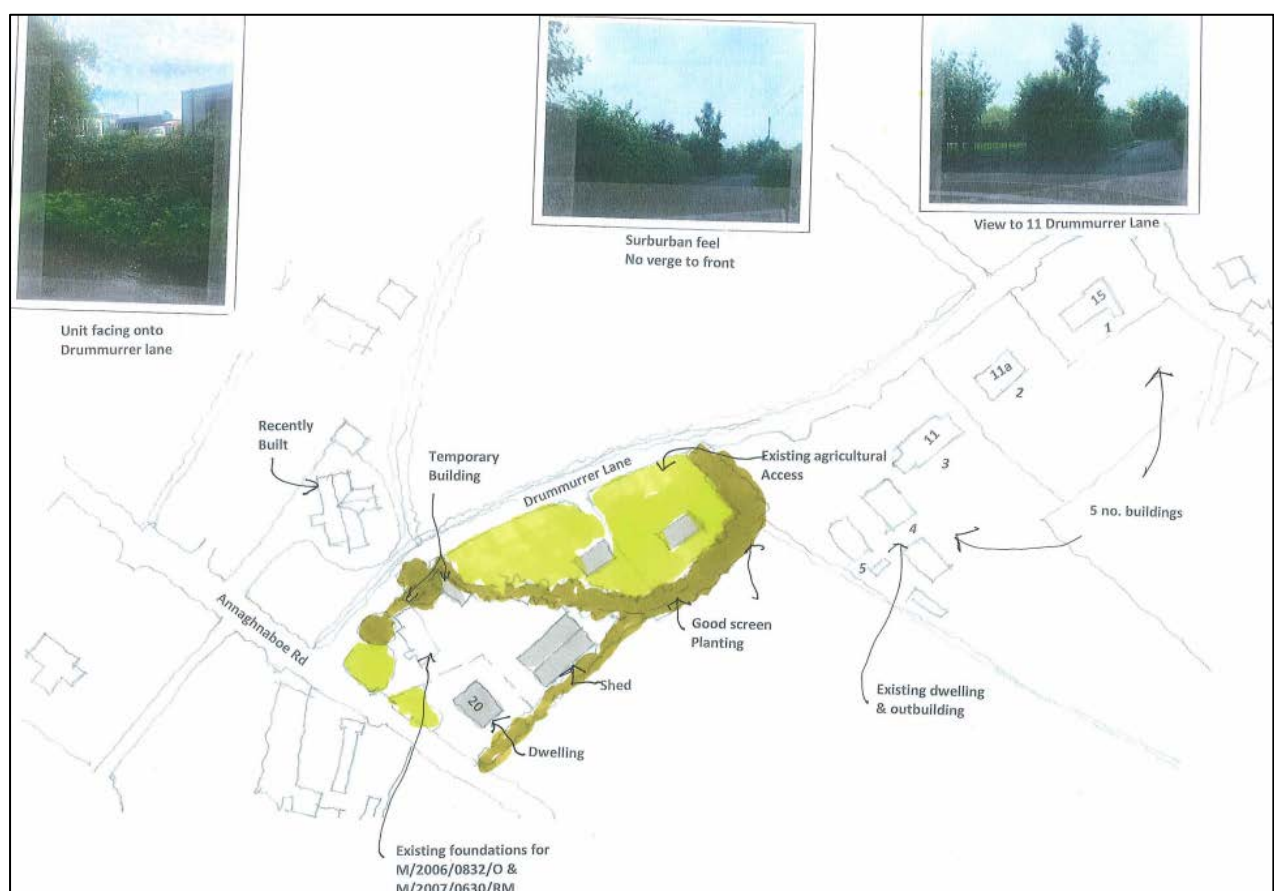 Unit facing onto
Drummurrer lane
Surburban feel
No verge to front
View to 11 Drummurrer Lane
15
1
11a
2
11
3
4
5
5 no. buildings
Recently
Built
Temporary
Building
Drummurrer Lane
Existing agricultural
Access
Annaghnaboe Rd
Good screen
Planting
Shed
20
Dwelling
Existing dwelling
& outbuilding
Existing foundations for
M/2006/0832/O &
M/2007/0630/RM